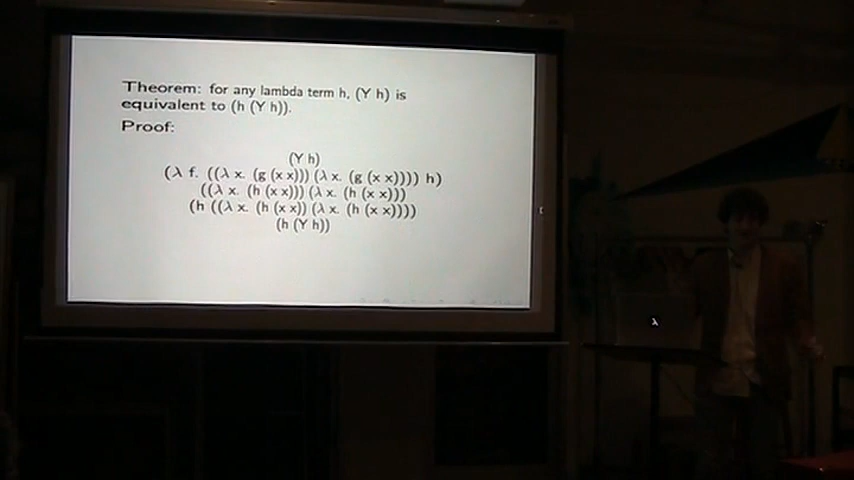 Theorem: for any lambda term h, (Y h) is
equivalent to (h (Y h)).
Proof:
(Y h)
(λ f. ((λ x. (g (x x))) (λ x. (g (x x)))) h)
((λ x. (h (x x))) (λ x. (h (x x)))
(h ((λ x. (h (x x)) (λ x. (h (x x))))
(h (Y h))
λ